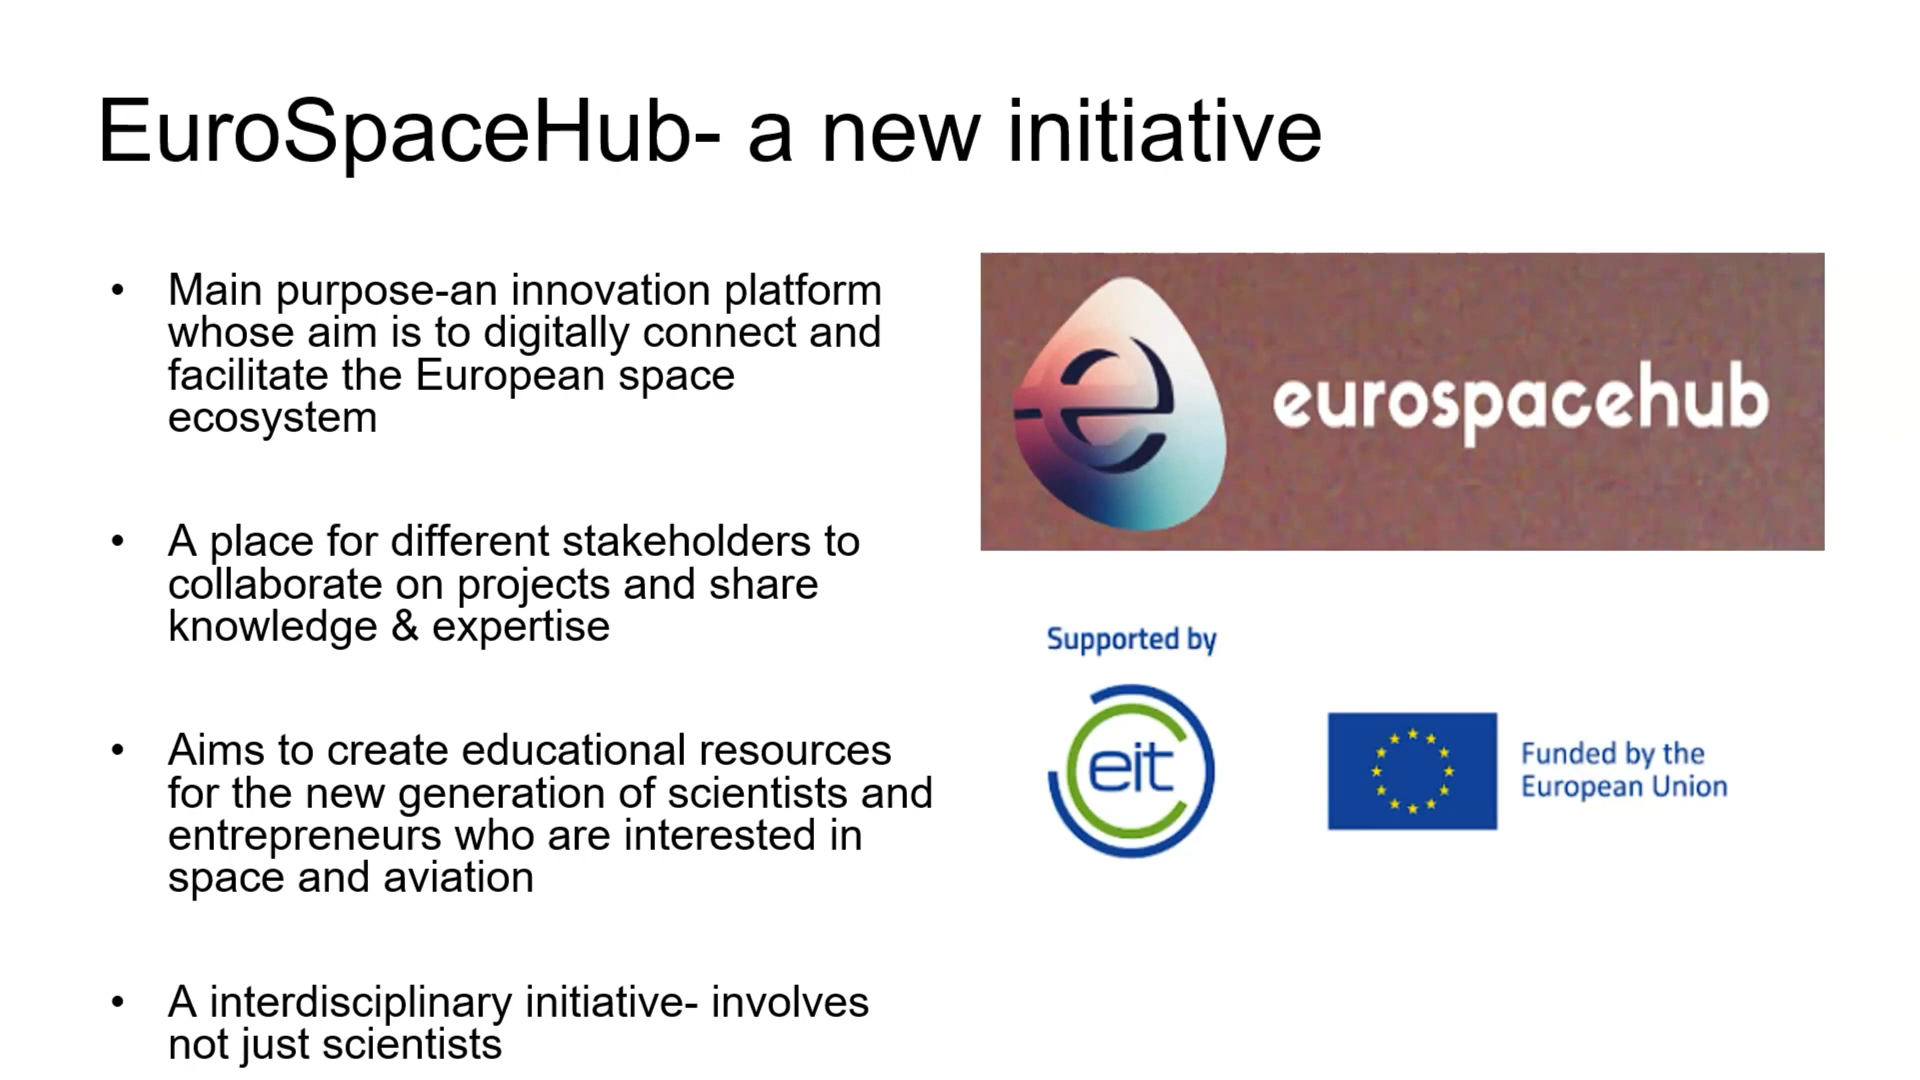 EuroSpaceHub- a new initiative
• Main purpose-an innovation platform
whose aim is to digitally connect and
facilitate the European space
ecosystem
• A place for different stakeholders to
collaborate on projects and share
knowledge & expertise
• Aims to create educational resources
for the new generation of scientists and
entrepreneurs who are interested in
space and aviation
• A interdisciplinary initiative- involves
not just scientists
e
eurospacehub
Supported by
eit
Funded by the
European Union